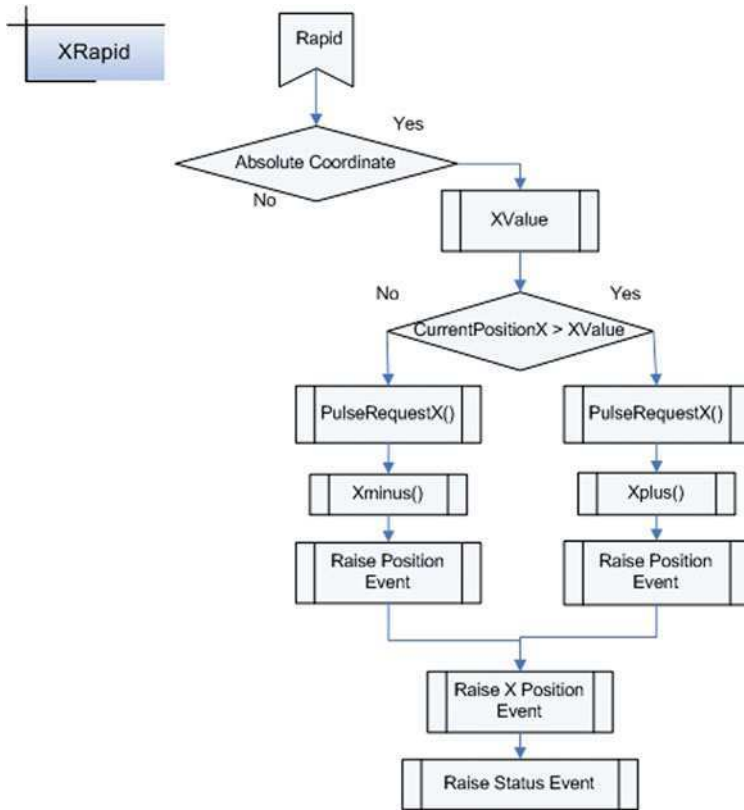 XRapid
Rapid
Yes
Absolute Coordinate
No
XValue
No
Yes
CurrentPositionX > XValue
PulseRequestX()
PulseRequestX()
Xminus()
Xplus()
Raise Position
Event
Raise Position
Event
Raise X Position
Event
Raise Status Event